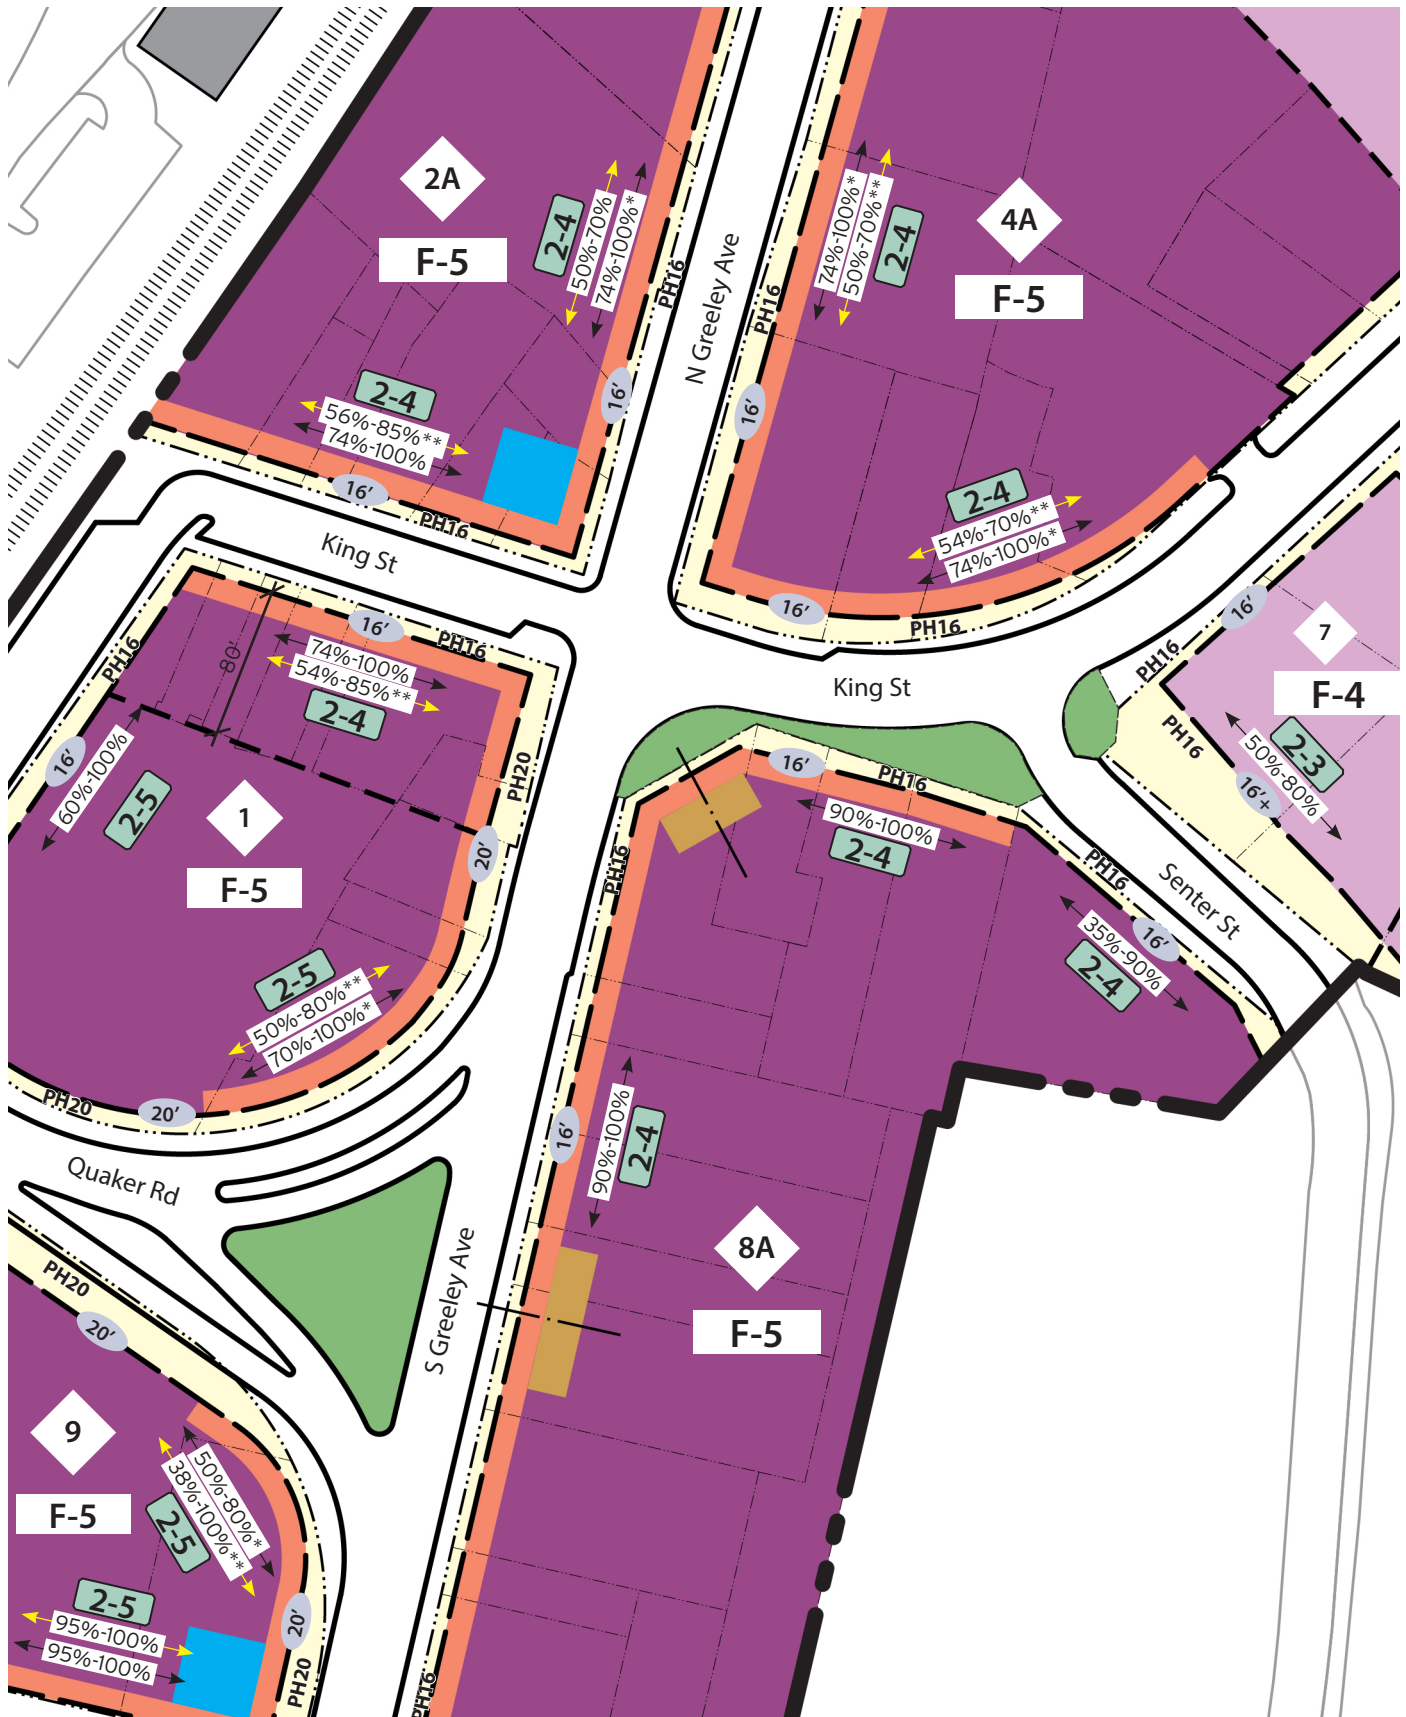 2A
F-5
2-4
50%-70%
74%-100%*
PH16
16'
N Greeley Ave
74%-100%*
50%-70%**
2-4
PH16
16'
4A
F-5
2-4
56%-85%**
74%-100%
16'
PH16
2-4
54%-70%**
74%-100%*
16'
PH16
King St
King St
PH16
16'
PH16
80'
74%-100%
54%-85%**
2-4
PH20
20'
16'
60%-100%
2-5
1
F-5
2-5
50%-80%**
70%-100%*
PH20
20'
16'
PH16
7
F-4
PH16
50%-80%
2-3
16'+
16'
PH16
90%-100%
2-4
PH16
PH16
16'
Senter St
35%-90%
2-4
16'
90%-100%
2-4
8A
F-5
Quaker Rd
S Greeley Ave
PH20
20'
9
F-5
50%-80%*
38%-100%**
2-5
2-5
95%-100%
95%-100%
20'
PH20
PH16